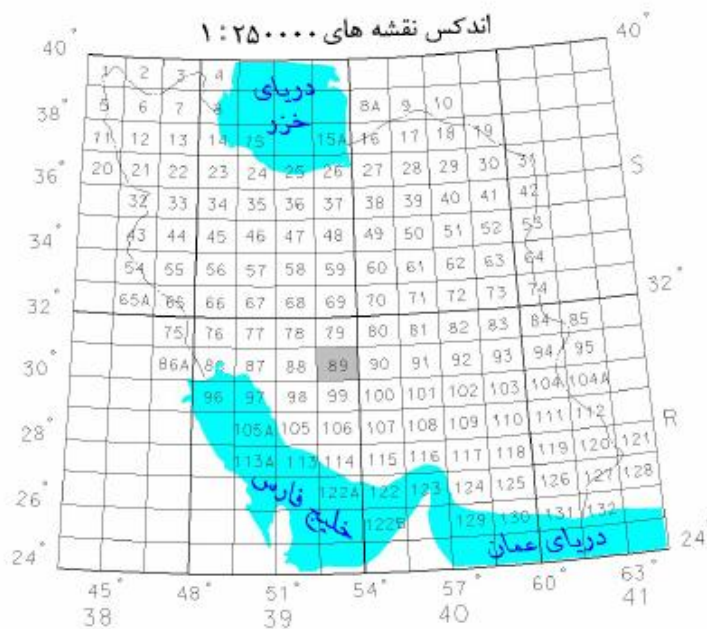 اندکس نقشه های ۱:۲۵۰۰۰۰
40° 40°
1 2 3 4 دریای
38° 5 6 7 8 خزر 8A 9 10 38°
71 12 13 14 15 15A 16 17 18 19
36° 20 21 22 23 24 25 26 27 28 29 30 31 S
32 33 34 35 36 37 38 39 40 41 42
34° 43 44 45 46 47 48 49 50 51 52 53
54 55 56 57 58 59 60 61 62 63 64
32° 65A 65 66 67 68 69 70 71 72 73 74 32°
75 76 77 78 79 80 81 82 83 84 85
30° 86A 86 87 88 89 90 91 92 93 94 95
96 97 98 99 100 101 102 103 104 104A
28° 105A 105 106 107 108 109 110 111 112 R
113A 113 114 115 116 117 118 119 120 121
26° خلیج فارس 122A 122 123 124 125 126 127 128
122B 129 130 131 132
24° دریای عمان 24
45° 48° 51° 54° 57° 60° 63°
38 39 40 41